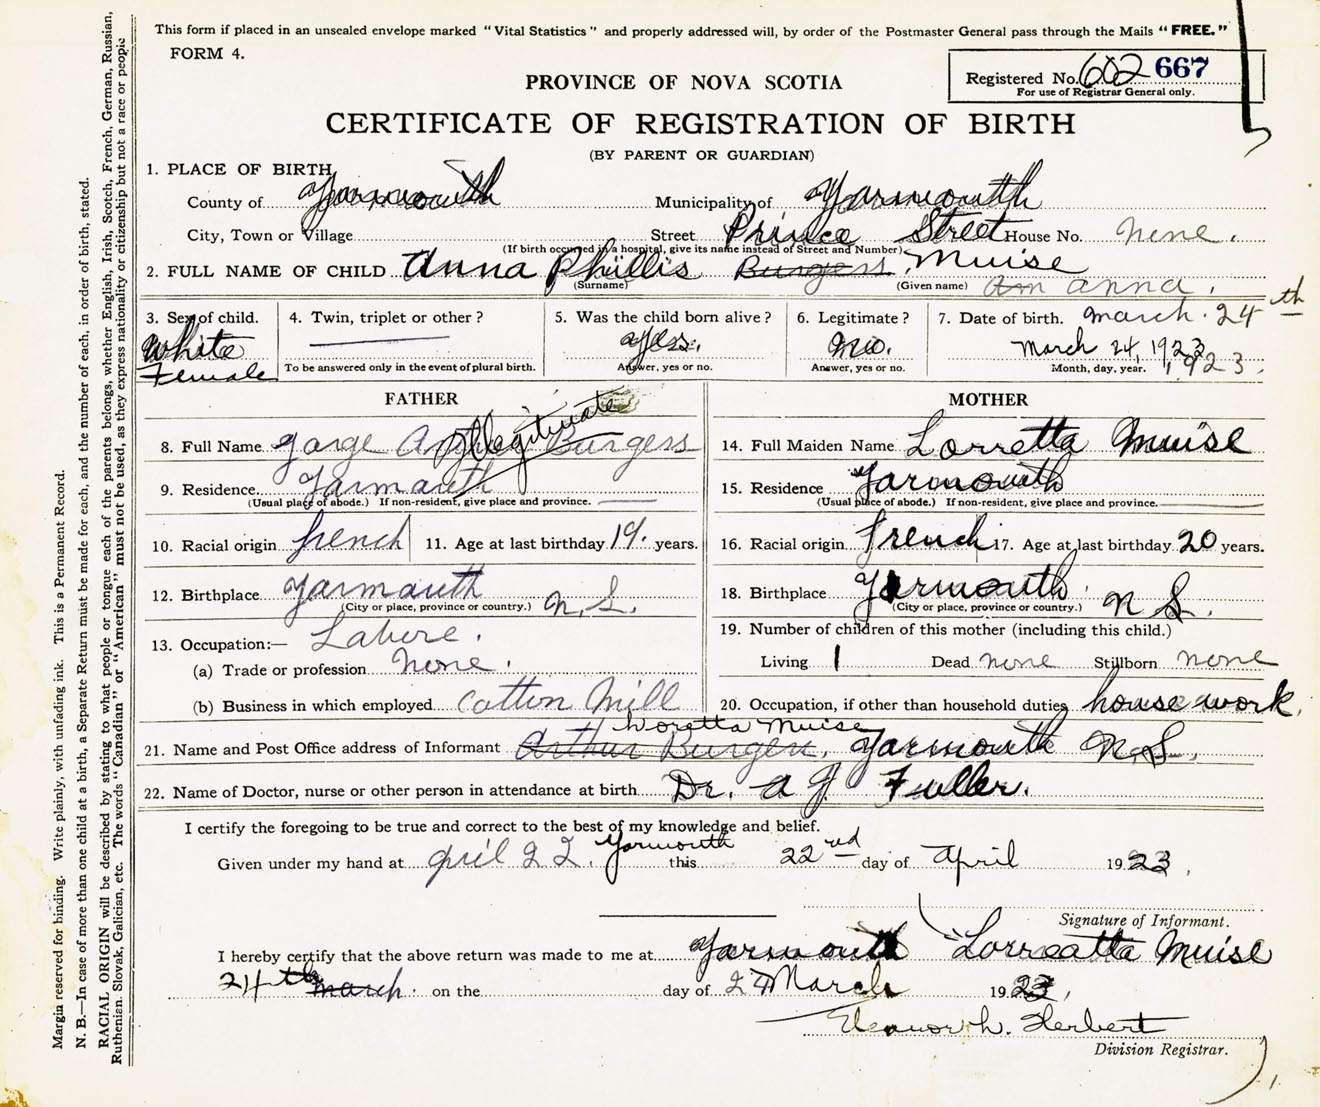 This form if placed in an unsealed envelope marked "Vital Statistics" and properly addressed will, by order of the Postmaster General pass through the Mails "FREE."
FORM 4.
Registered No. 602 667
For use of Registrar General only.
PROVINCE OF NOVA SCOTIA
CERTIFICATE OF REGISTRATION OF BIRTH
(BY PARENT OR GUARDIAN)
1. PLACE OF BIRTH
County of Yarmouth Municipality of Yarmouth
City, Town or Village Street Prince Street House No. none.
(If birth occurred in a hospital, give its name instead of Street and Number)
2. FULL NAME OF CHILD Anna Phillis Burgess, Muise
(Surname) (Given name) Ann anna.
3. Sex of child. 4. Twin, triplet or other? 5. Was the child born alive? 6. Legitimate? 7. Date of birth. march. 24th
White yes. No. March 24, 1923
Female To be answered only in the event of plural birth. Answer, yes or no. Answer, yes or no. Month, day, year. 1923.
FATHER MOTHER
Illegitimate
8. Full Name Gorge Burgess 14. Full Maiden Name Lorretta Muise
9. Residence Yarmauth 15. Residence Yarmouth
(Usual place of abode.) If non-resident, give place and province. (Usual place of abode.) If non-resident, give place and province.
10. Racial origin french 11. Age at last birthday 19. years. 16. Racial origin french 17. Age at last birthday 20 years.
12. Birthplace Yarmauth N.S. 18. Birthplace Yarmouth. N S.
(City or place, province or country.) (City or place, province or country.)
13. Occupation:— Labore. 19. Number of children of this mother (including this child.)
(a) Trade or profession None. Living 1 Dead none Stillborn none
(b) Business in which employed Cotton Mill 20. Occupation, if other than household duties house work.
Loretta Muise
21. Name and Post Office address of Informant Arthur Burgess, Yarmouth N.S.
22. Name of Doctor, nurse or other person in attendance at birth Dr. A J Fuller.
I certify the foregoing to be true and correct to the best of my knowledge and belief.
Given under my hand at april 22. Yarmouth this 22nd day of April 1923.
Signature of Informant.
I hereby certify that the above return was made to me at Yarmouth Lorreatta Muise
24th march. on the day of 27 March 1923,
Eleanor h. Herbert
Division Registrar.
Margin reserved for binding. Write plainly, with unfading ink. This is a Permanent Record.
N. B.—In case of more than one child at a birth, a Separate Return must be made for each, and the number of each, in order of birth, stated.
RACIAL ORIGIN will be described by stating to what people or tongue each of the parents belongs, whether English, Irish, Scotch, French, German, Russian,
Ruthenian, Slovak, Galician, etc. The words "Canadian" or "American" must not be used, as they express nationality or citizenship but not a race or people